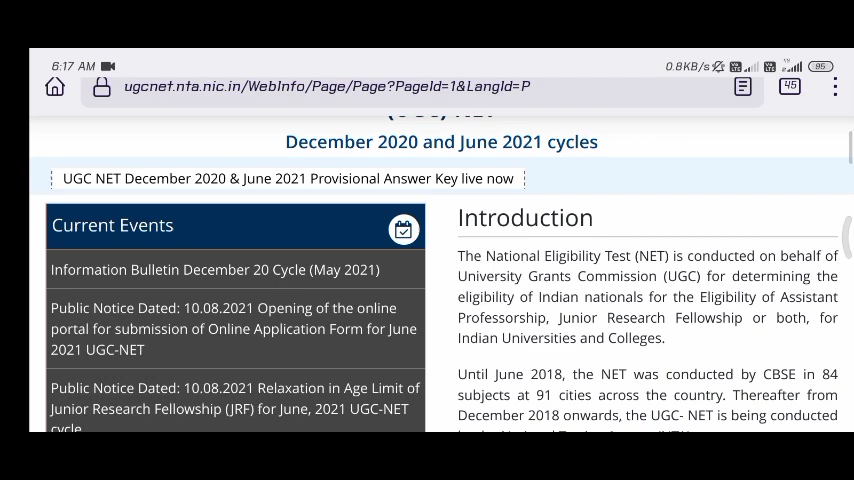 6:17 AM
0.8KB/s
85
ugcnet.nta.nic.in/WebInfo/Page/Page?PageId=1&LangId=P
45
December 2020 and June 2021 cycles
UGC NET December 2020 & June 2021 Provisional Answer Key live now
Current Events
Information Bulletin December 20 Cycle (May 2021)
Public Notice Dated: 10.08.2021 Opening of the online
portal for submission of Online Application Form for June
2021 UGC-NET
Public Notice Dated: 10.08.2021 Relaxation in Age Limit of
Junior Research Fellowship (JRF) for June, 2021 UGC-NET
cycle
Introduction
The National Eligibility Test (NET) is conducted on behalf of
University Grants Commission (UGC) for determining the
eligibility of Indian nationals for the Eligibility of Assistant
Professorship, Junior Research Fellowship or both, for
Indian Universities and Colleges.
Until June 2018, the NET was conducted by CBSE in 84
subjects at 91 cities across the country. Thereafter from
December 2018 onwards, the UGC- NET is being conducted